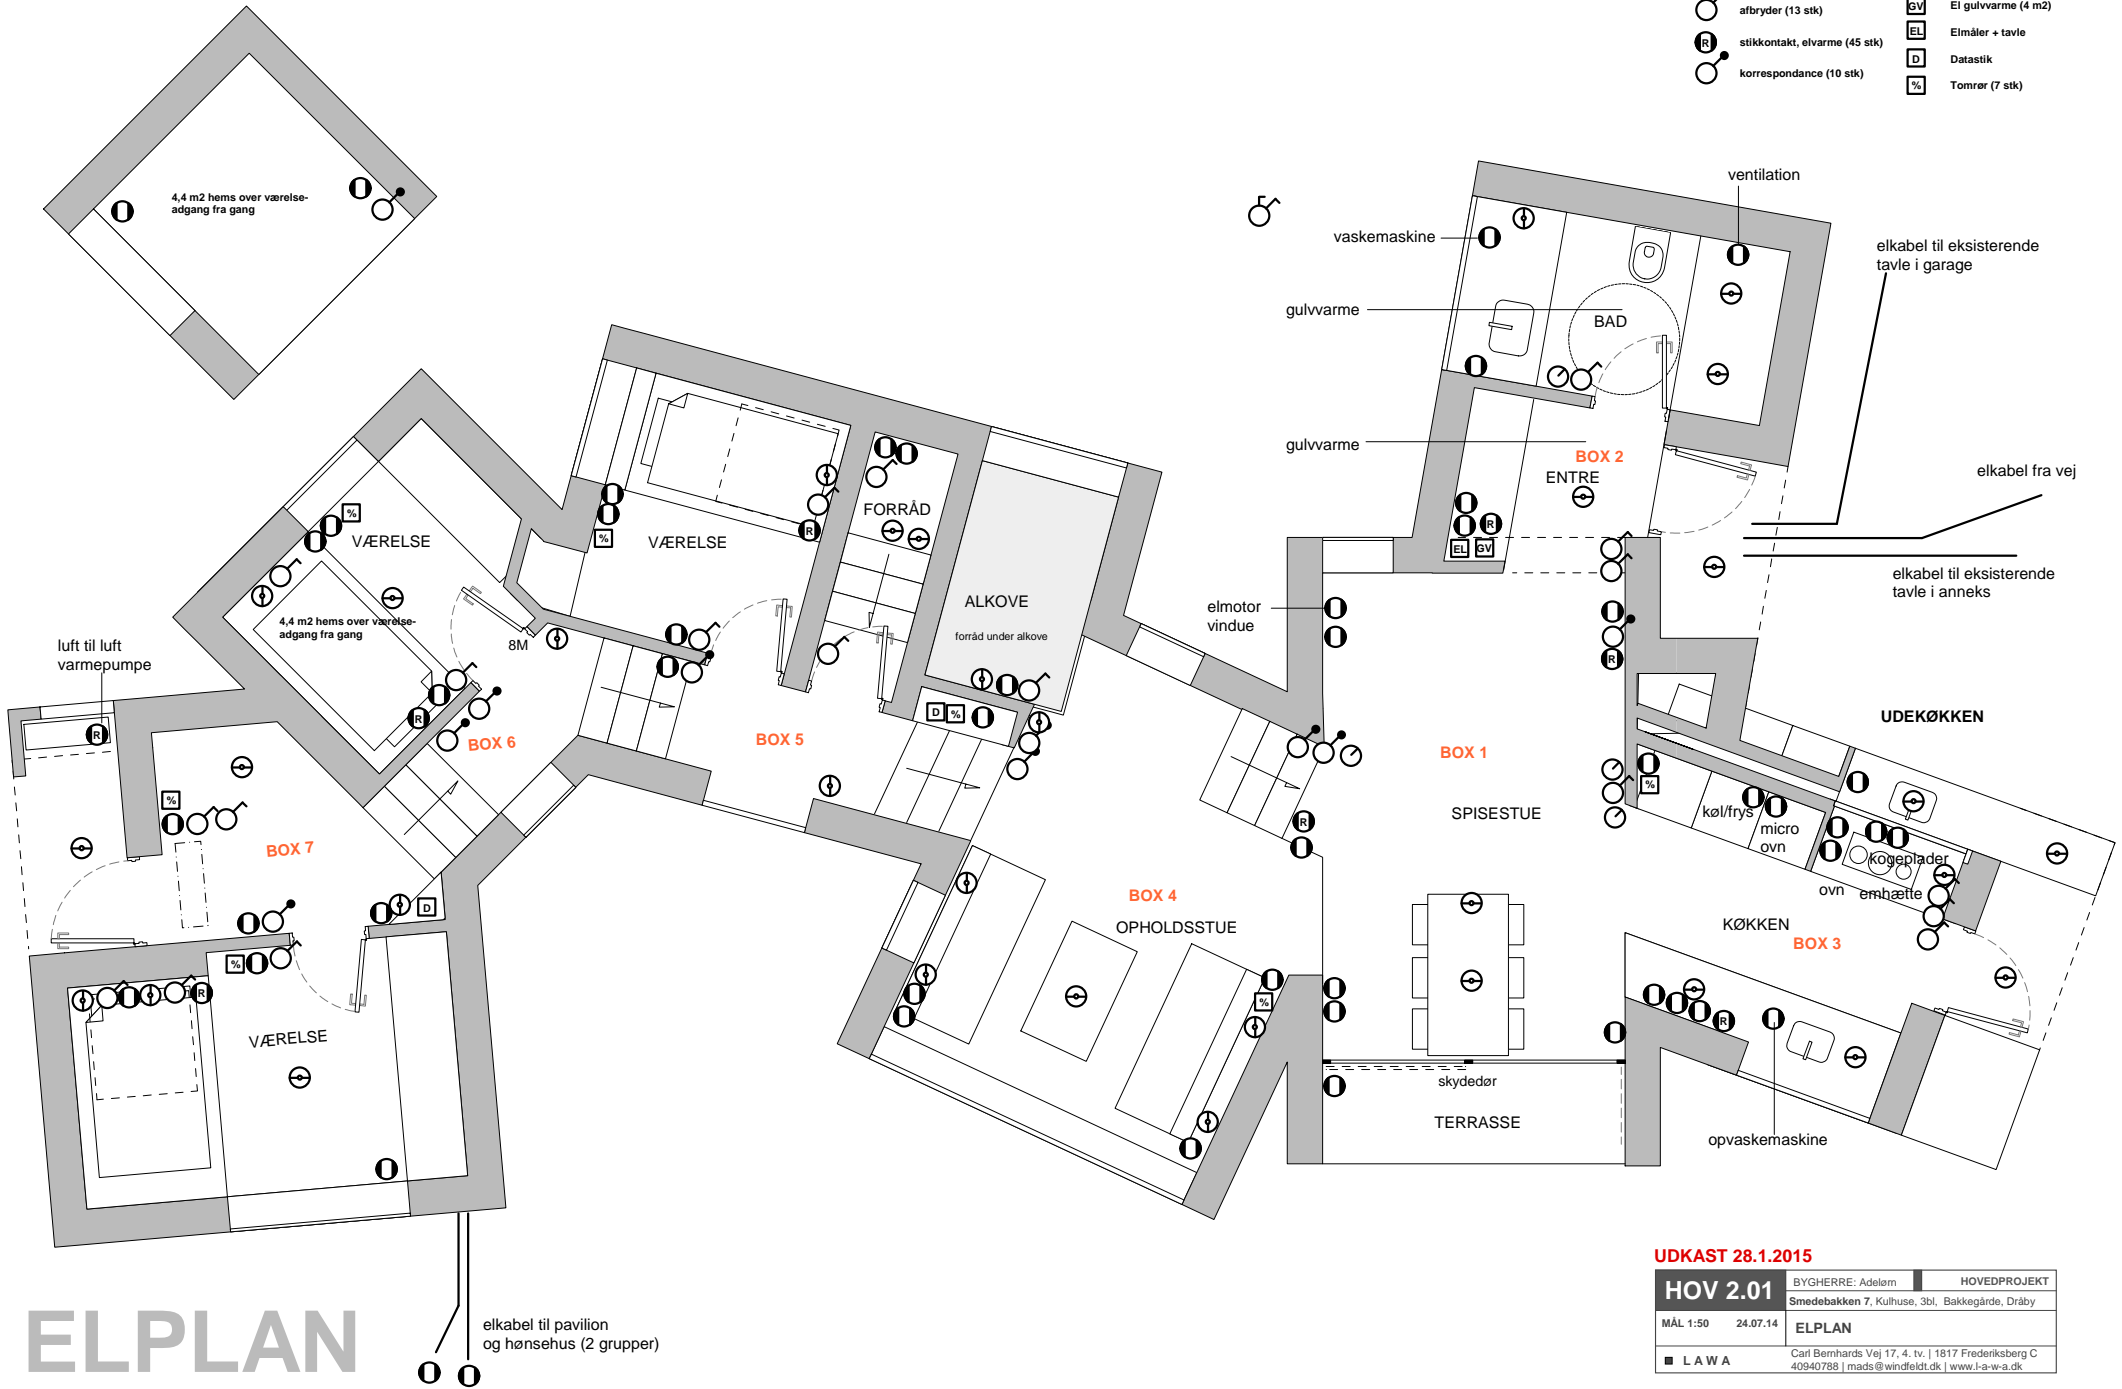 afbryder (13 stk)
GV El gulvvarme (4 m2)
EL Elmåler + tavle
R stikkontakt, elvarme (45 stk)
D Datastik
korrespondance (10 stk)
% Tomrør (7 stk)
4,4 m2 hems over værelse-
adgang fra gang
ventilation
vaskemaskine
elkabel til eksisterende
tavle i garage
gulvvarme
BAD
gulvvarme
BOX 2
ENTRE
elkabel fra vej
R
EL GV
elkabel til eksisterende
tavle i anneks
%
VÆRELSE
4,4 m2 hems over værelse-
adgang fra gang
8M
R
BOX 6
luft til luft
varmepumpe
R
%
VÆRELSE
R
FORRÅD
ALKOVE
forråd under alkove
D %
BOX 5
elmotor
vindue
R
BOX 1
SPISESTUE
R
UDEKØKKEN
%
køl/frys
micro
ovn
kogeplader
ovn
emhætte
KØKKEN
BOX 3
R
opvaskemaskine
%
BOX 7
D
%
R
VÆRELSE
BOX 4
OPHOLDSSTUE
%
skydedør
TERRASSE
elkabel til pavilion
og hønsehus (2 grupper)
ELPLAN
UDKAST 28.1.2015
HOV 2.01
BYGHERRE: Adelørn
HOVEDPROJEKT
Smedebakken 7, Kulhuse, 3bl, Bakkegårde, Dråby
MÅL 1:50 24.07.14
ELPLAN
LAWA
Carl Bernhards Vej 17, 4. tv. | 1817 Frederiksberg C
40940788 | mads@windfeldt.dk | www.l-a-w-a.dk